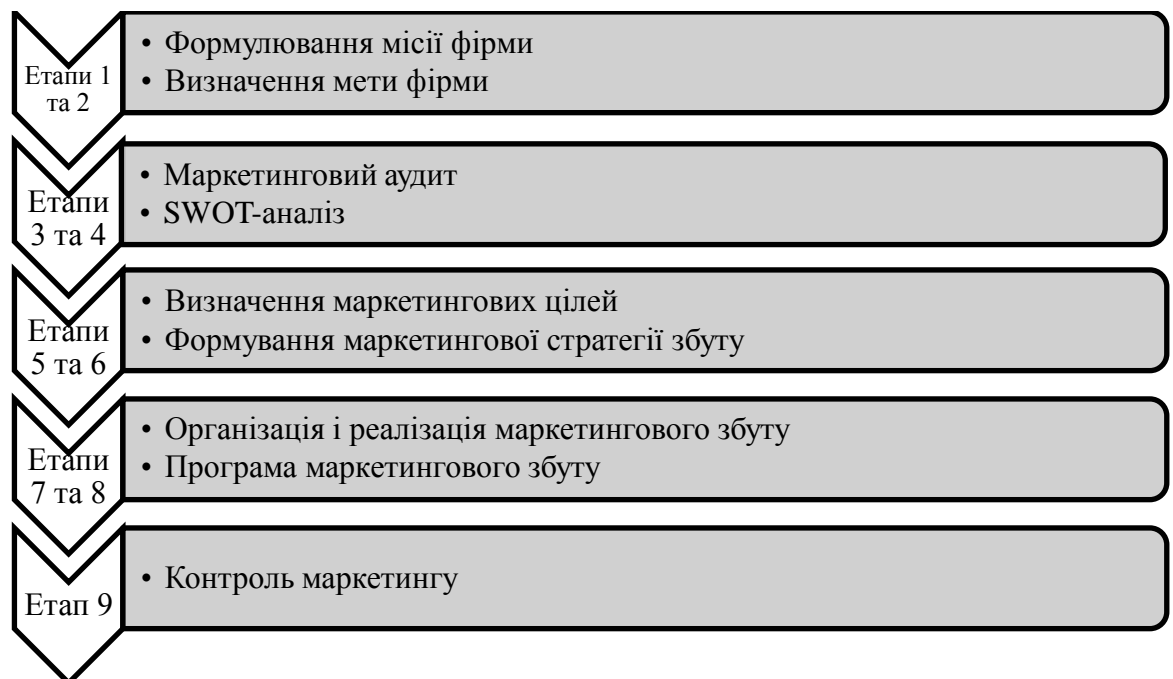 Етапи 1
та 2
• Формулювання місії фірми
• Визначення мети фірми
Етапи
3 та 4
• Маркетинговий аудит
• SWOT-аналіз
Етапи
5 та 6
• Визначення маркетингових цілей
• Формування маркетингової стратегії збуту
Етапи
7 та 8
• Організація і реалізація маркетингового збуту
• Програма маркетингового збуту
Етап 9
• Контроль маркетингу